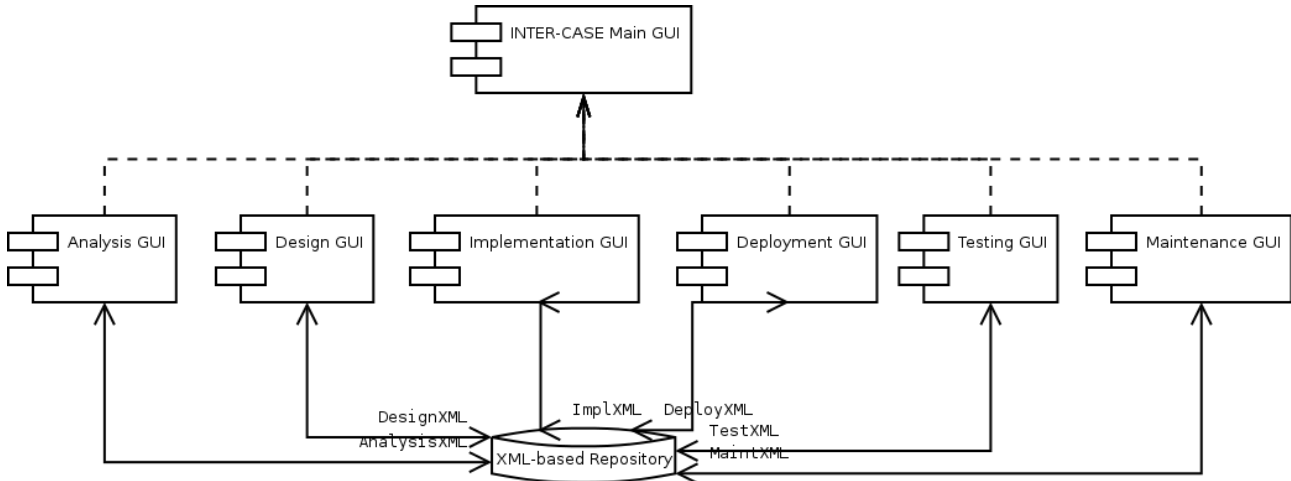 INTER-CASE Main GUI
Analysis GUI
Design GUI
Implementation GUI
Deployment GUI
Testing GUI
Maintenance GUI
DesignXML
ImplXML
DeployXML
AnalysisXML
TestXML
MaintXML
XML-based Repository